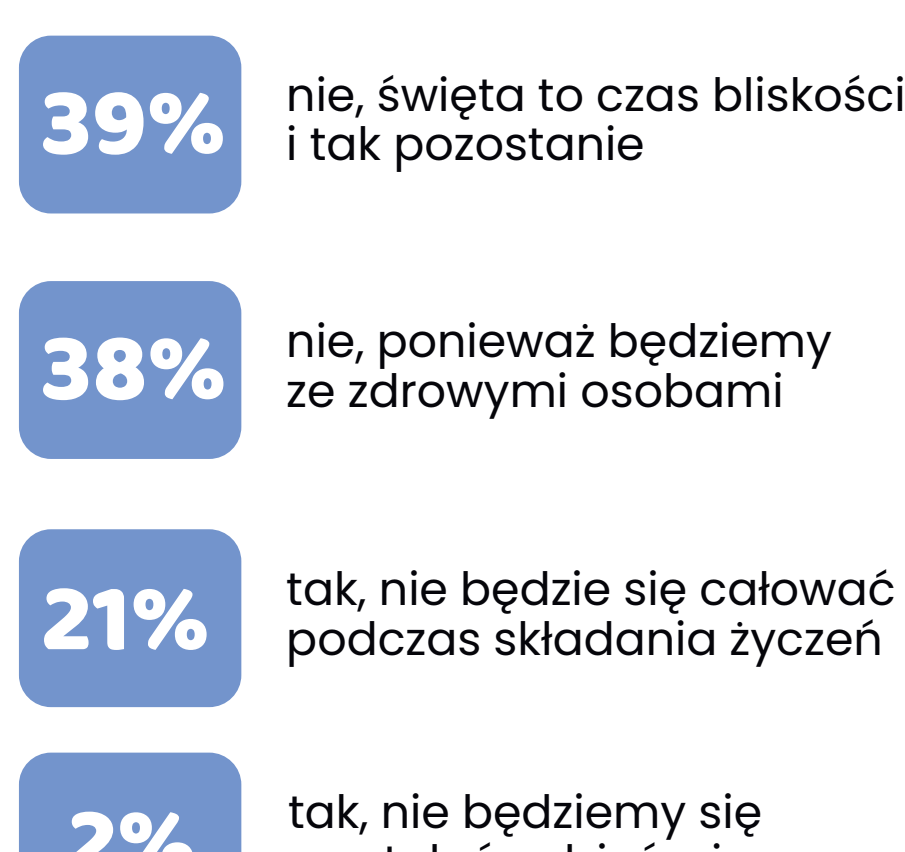 39%
nie, święta to czas bliskości
i tak pozostanie
38%
nie, ponieważ będziemy
ze zdrowymi osobami
21%
tak, nie będzie się całować
podczas składania życzeń
2%
tak, nie będziemy się